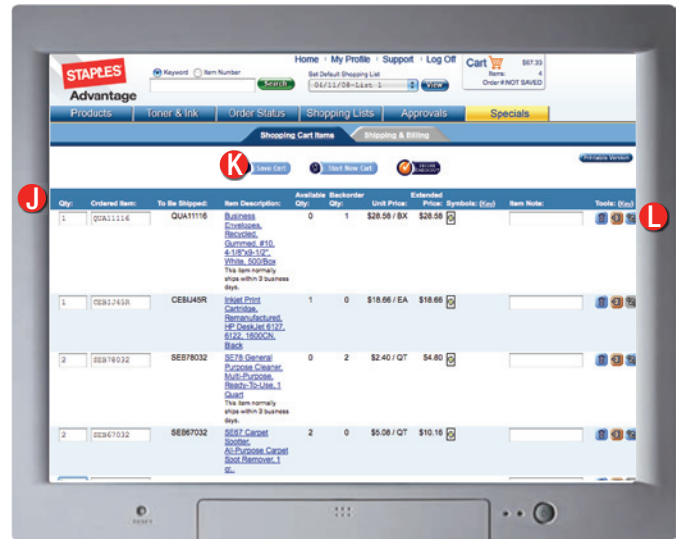 STAPLES
Advantage
Keyword Item Number
Search
Home My Profile Support Log Off
Set Default Shopping List
04/11/08-List 1 View
Cart $67.33
Items: 4
Order # NOT SAVED
Products Toner & Ink Order Status Shopping Lists Approvals Specials
Shopping Cart Items Shipping & Billing
K Save Cart Start New Cart
Printable Version
J
Qty: Ordered Item: To Be Shipped: Item Description: Available Qty: Backorder Qty: Unit Price: Extended Price: Symbols: (Key) Item Note: Tools: (Key)
L
1 QUA11116 QUA11116 Business 0 1 $28.58 / BX $28.58
Envelopes,
Recycled,
Gummed, #10,
4-1/8"x9-1/2",
White, 500/Box
This item normally
ships within 3 business
days.
1 CEBIJ45R CEBIJ45R Inkjet Print 1 0 $18.66 / EA $18.66
Cartridge,
Remanufactured,
HP DeskJet 6127,
6122, 1600CN,
Back
2 SEB78032 SEB78032 SE78 General 0 2 $2.40 / QT $4.80
Purpose Cleaner,
Multi-Purpose,
Ready-To-Use, 1
Quart
This item normally
ships within 3 business
days.
2 SEB67032 SEB67032 SE67 Carpet 2 0 $5.08 / QT $10.16
Spotter,
All-Purpose Carpet
Spot Remover, 1
qt.
RESET